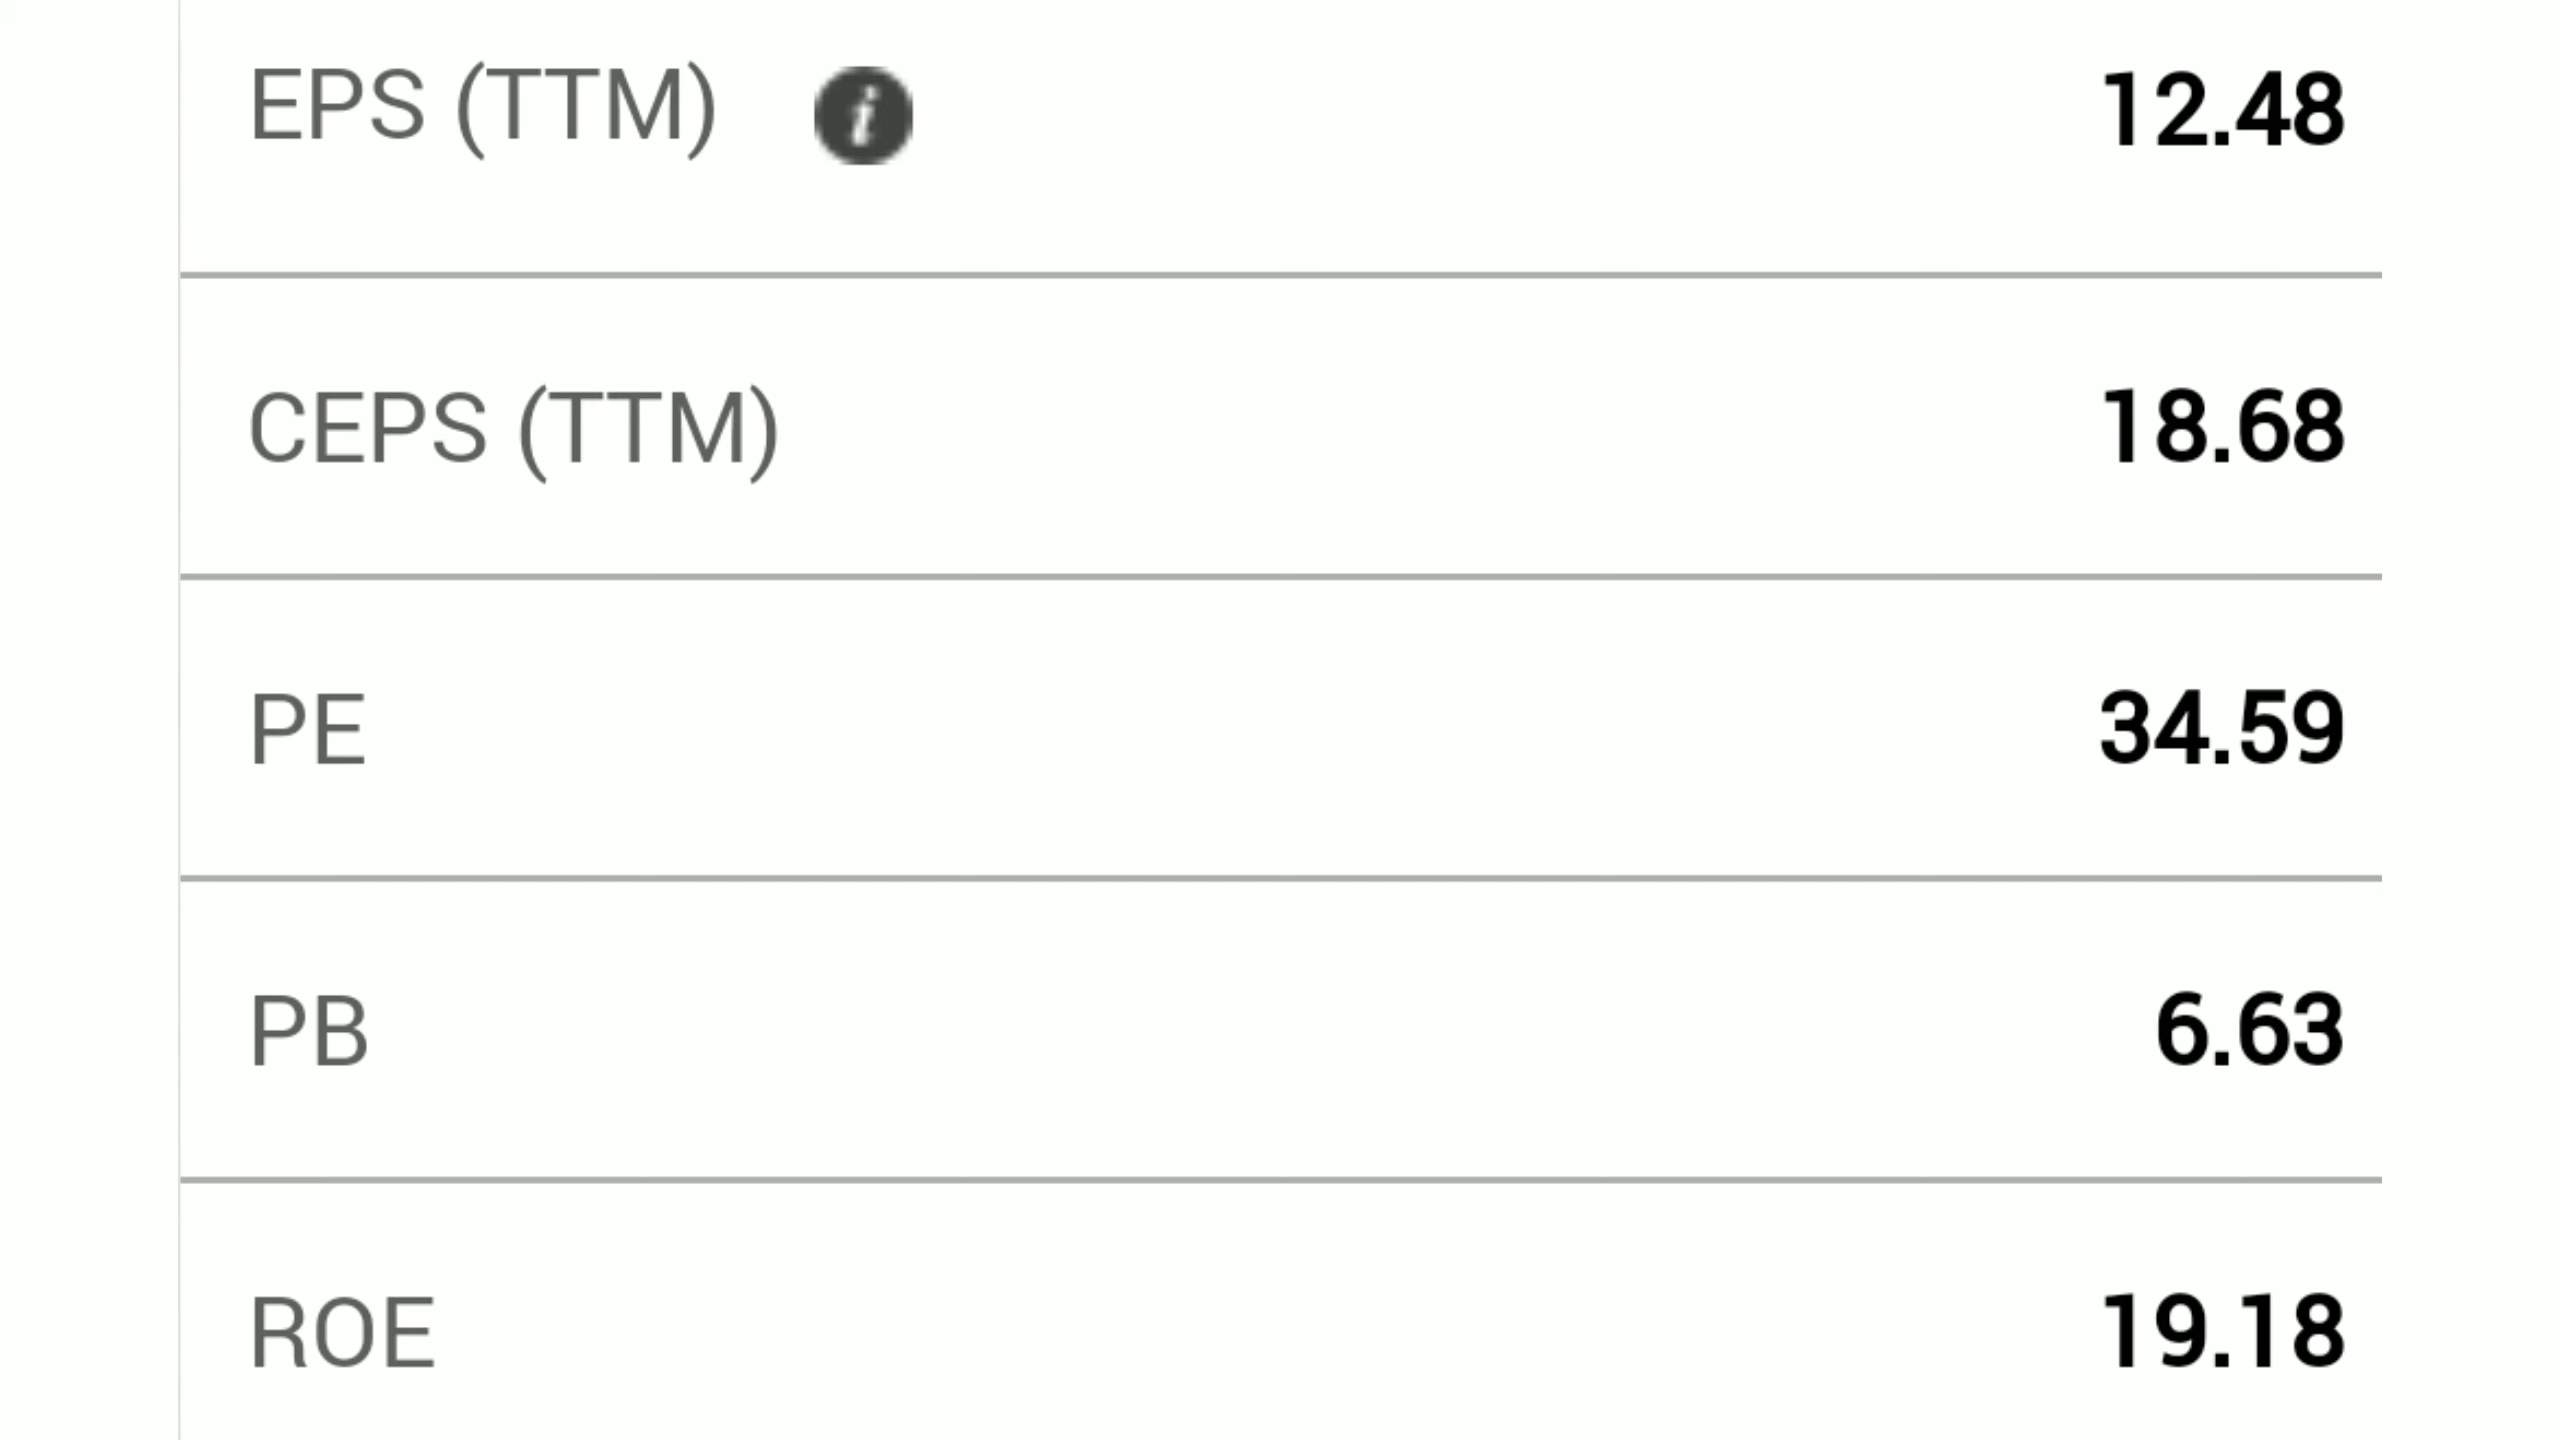 EPS (TTM) 12.48
CEPS (TTM) 18.68
PE 34.59
PB 6.63
ROE 19.18